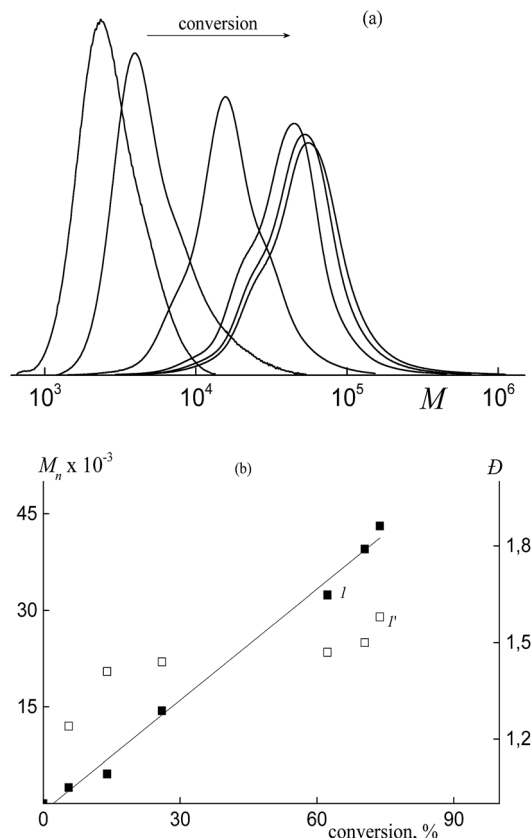 conversion
(a)
10³ 10⁴ 10⁵ M 10⁶
Mₙ x 10⁻³ (b) Đ
45
1,8
30
1
1'
1,5
15
1,2
0 30 60 90
conversion, %